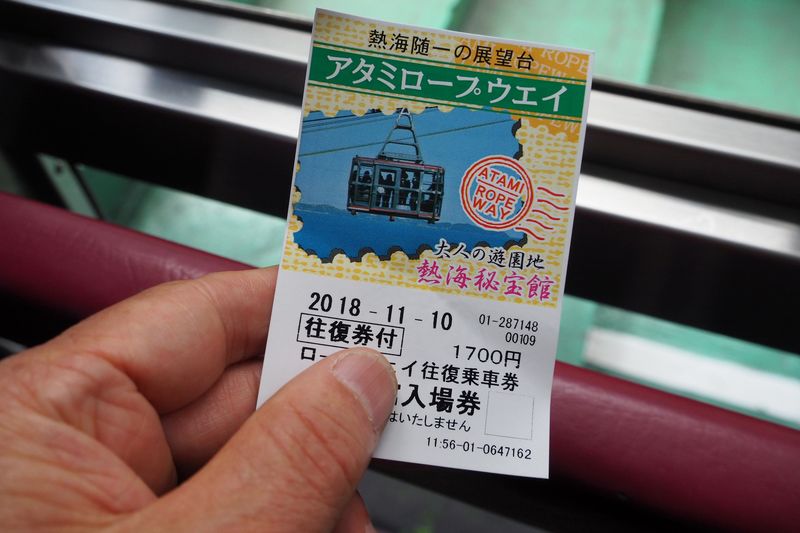 熱海随一の展望台
アタミロープウエイ
ATAMI
ROPE
WAY
大人の遊園地
熱海秘宝館
2018-11-10
01-287148
00109
往復券付
1700円
ロー イ往復乗車券
入場券
はいたしません
11:56-01-0647162